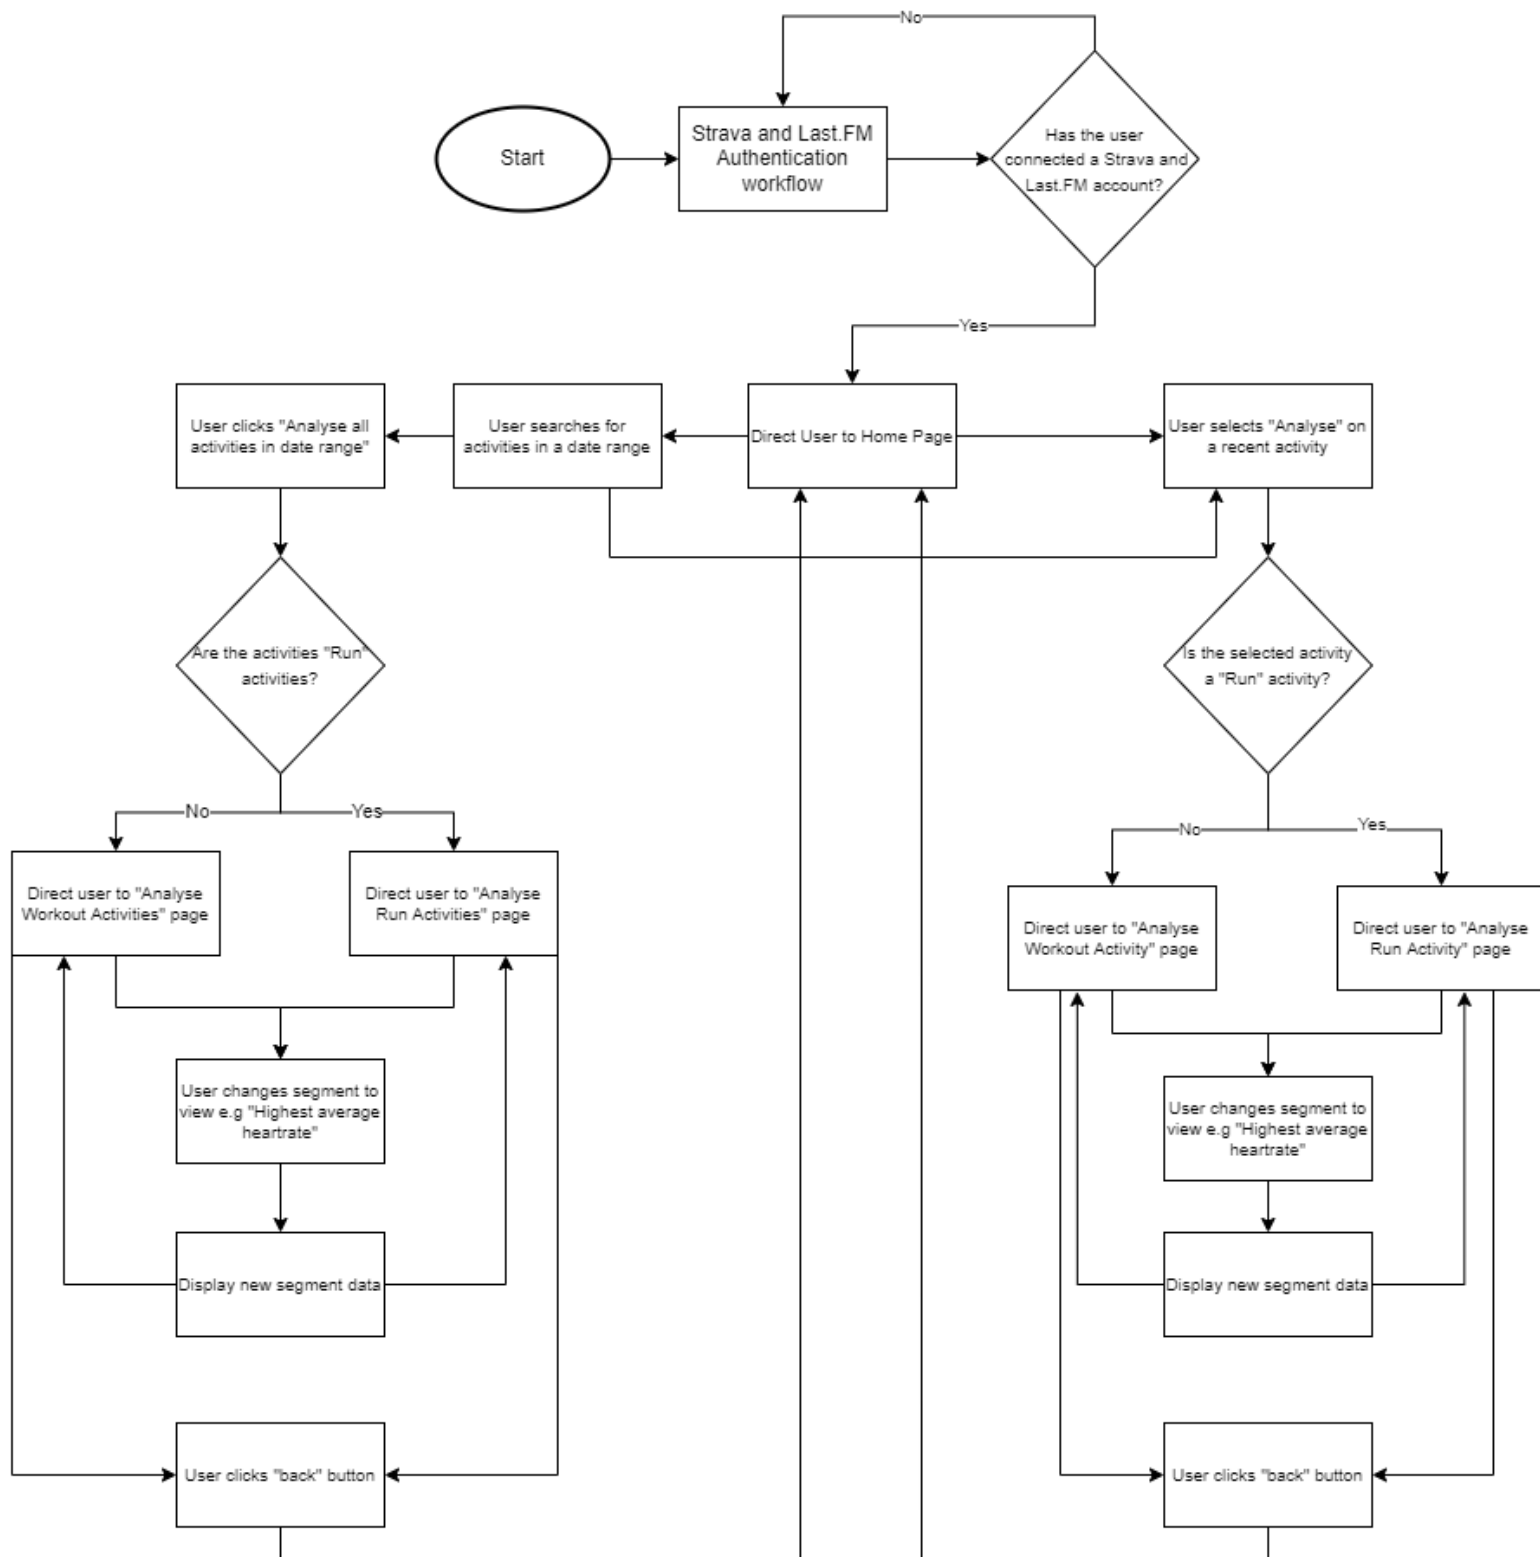 No
Start
Strava and Last.FM
Authentication
workflow
Has the user
connected a Strava and
Last.FM account?
Yes
User clicks "Analyse all
activities in date range"
User searches for
activities in a date range
Direct User to Home Page
User selects "Analyse" on
a recent activity
Are the activities "Run"
activities?
Is the selected activity
a "Run" activity?
No
Yes
No
Yes
Direct user to "Analyse
Workout Activities" page
Direct user to "Analyse
Run Activities" page
Direct user to "Analyse
Workout Activity" page
Direct user to "Analyse
Run Activity" page
User changes segment to
view e.g "Highest average
heartrate"
User changes segment to
view e.g "Highest average
heartrate"
Display new segment data
Display new segment data
User clicks "back" button
User clicks "back" button